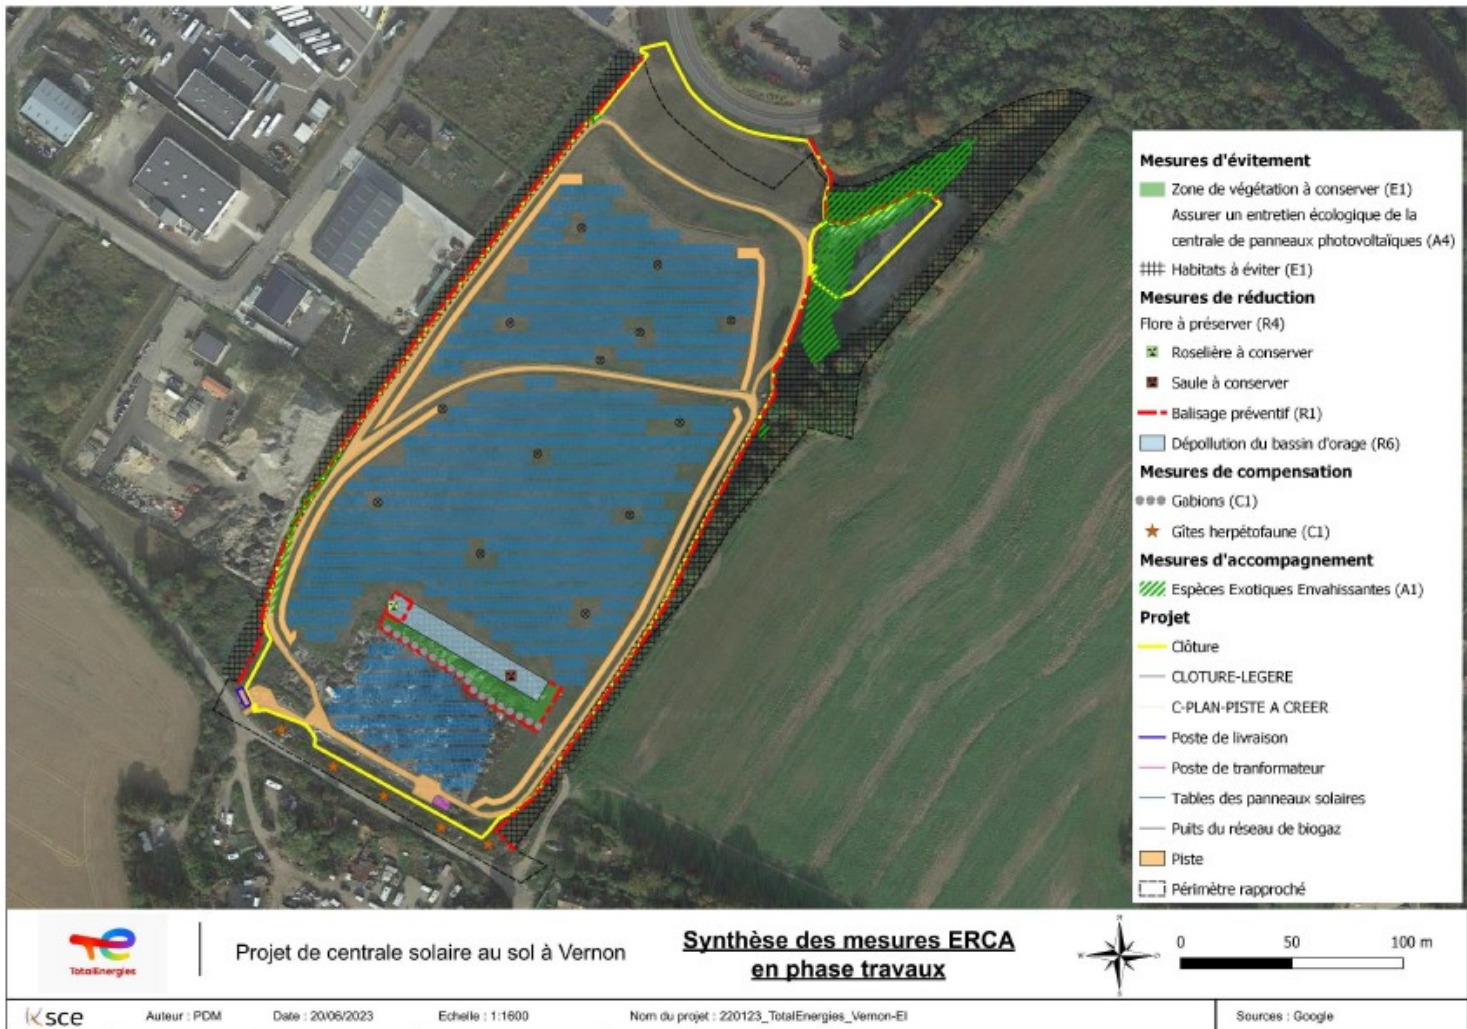 Mesures d'évitement
Zone de végétation à conserver (E1)
Assurer un entretien écologique de la
centrale de panneaux photovoltaïques (A4)
Habitats à éviter (E1)
Mesures de réduction
Flore à préserver (R4)
Roselière à conserver
Saule à conserver
Balisage préventif (R1)
Dépollution du bassin d'orage (R6)
Mesures de compensation
Gabions (C1)
Gîtes herpétofaune (C1)
Mesures d'accompagnement
Espèces Exotiques Envahissantes (A1)
Projet
Clôture
CLOTURE-LEGERE
C-PLAN-PISTE A CREER
Poste de livraison
Poste de tranformateur
Tables des panneaux solaires
Puits du réseau de biogaz
Piste
Périmètre rapproché
TotalEnergies
Projet de centrale solaire au sol à Vernon
Synthèse des mesures ERCA
en phase travaux
0 50 100 m
sce
Auteur : PDM
Date : 20/06/2023
Echelle : 1:1600
Nom du projet : 220123_TotalEnergies_Vernon-EI
Sources : Google